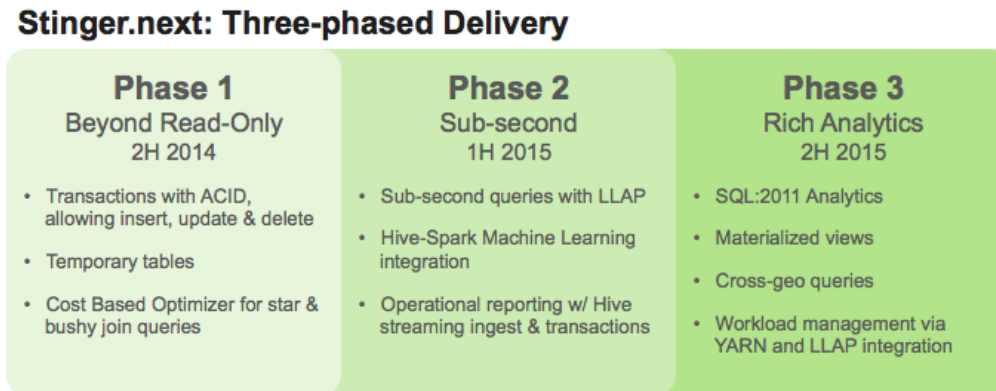 Stinger.next: Three-phased Delivery
Phase 1
Beyond Read-Only
2H 2014
• Transactions with ACID,
allowing insert, update & delete
• Temporary tables
• Cost Based Optimizer for star &
bushy join queries
Phase 2
Sub-second
1H 2015
• Sub-second queries with LLAP
• Hive-Spark Machine Learning
integration
• Operational reporting w/ Hive
streaming ingest & transactions
Phase 3
Rich Analytics
2H 2015
• SQL:2011 Analytics
• Materialized views
• Cross-geo queries
• Workload management via
YARN and LLAP integration